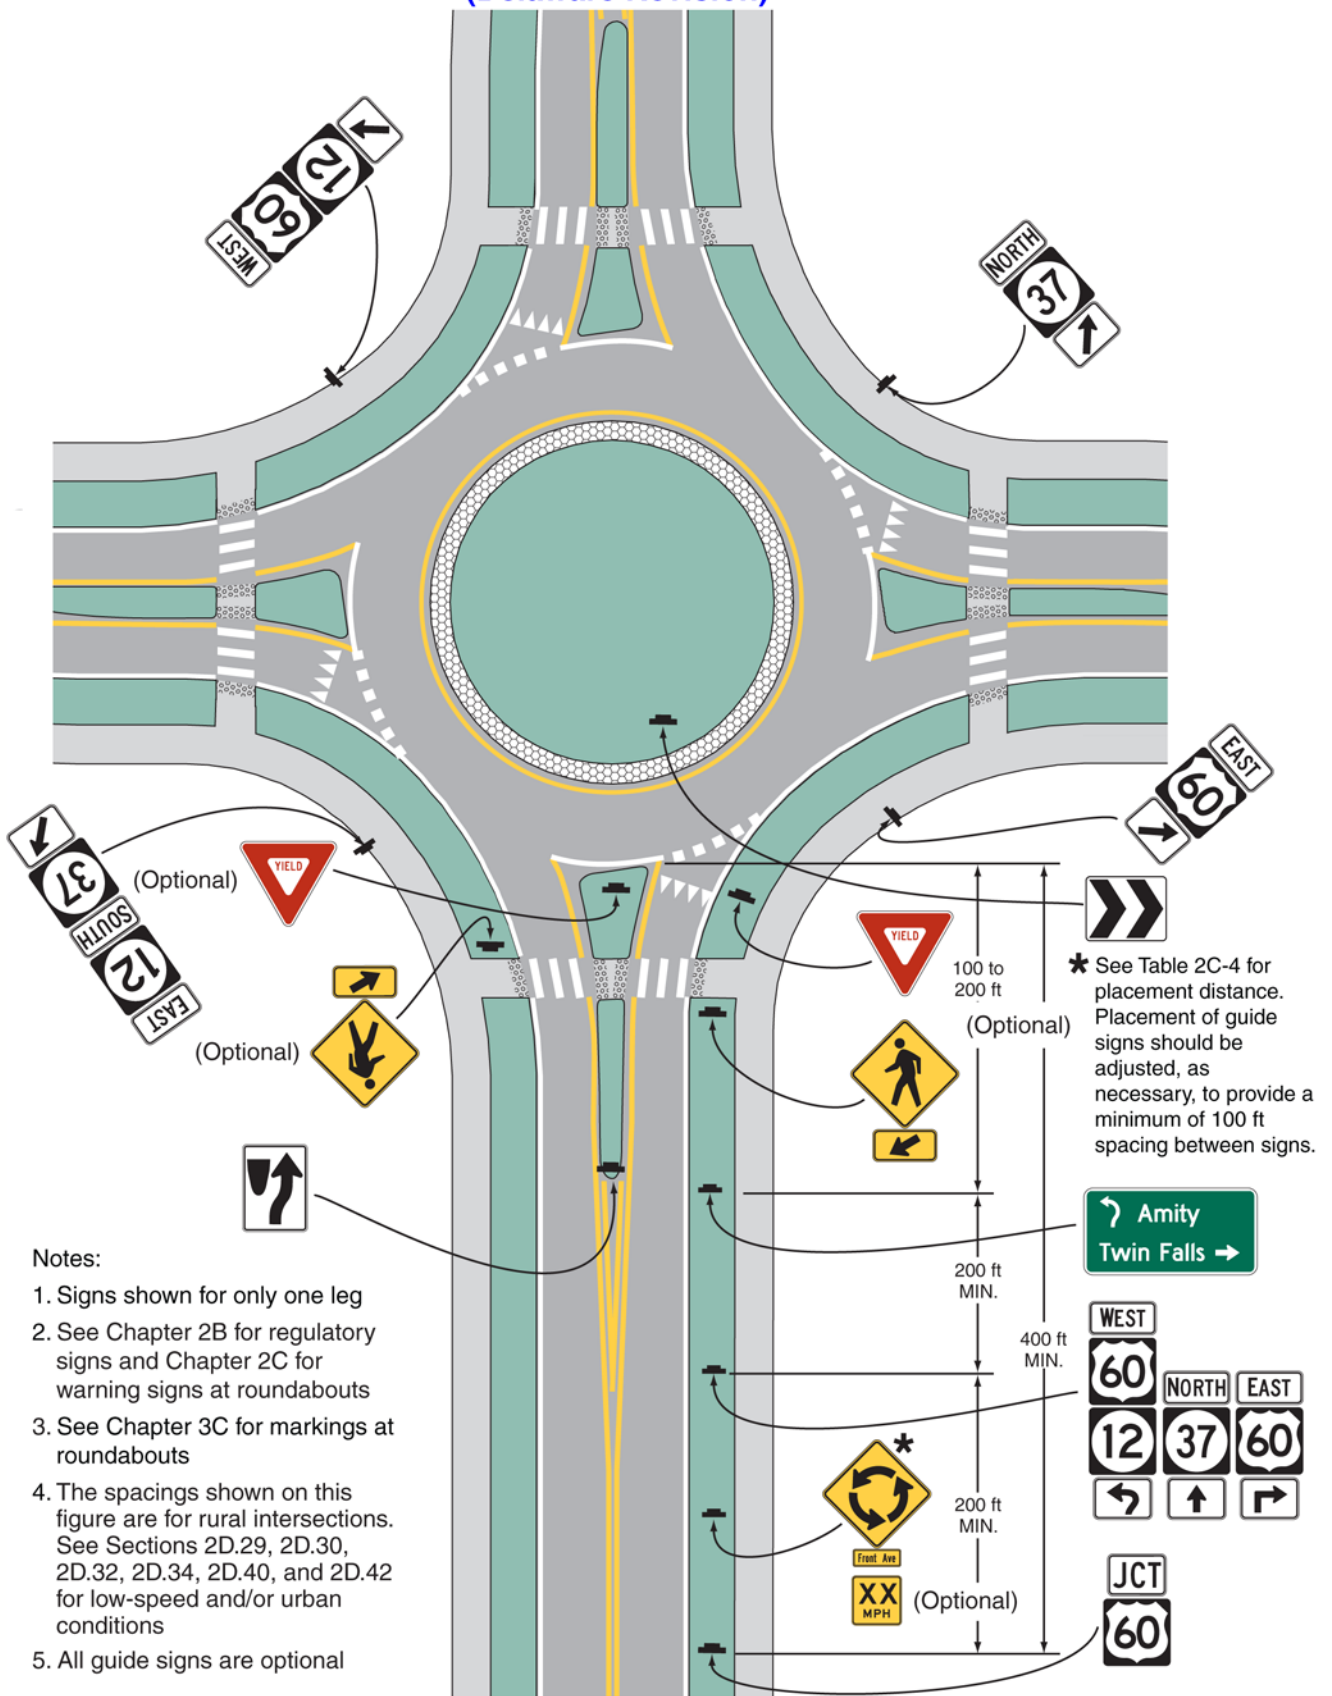 (Delaware Revision)
12
60
WEST
NORTH
37
EAST
60
37
SOUTH
12
EAST
(Optional)
YIELD
YIELD
(Optional)
100 to
200 ft
(Optional)
* See Table 2C-4 for
placement distance.
Placement of guide
signs should be
adjusted, as
necessary, to provide a
minimum of 100 ft
spacing between signs.
Amity
Twin Falls
200 ft
MIN.
400 ft
MIN.
WEST
60
NORTH
EAST
12
37
60
*
Front Ave
XX
MPH
(Optional)
200 ft
MIN.
JCT
60
Notes:
1. Signs shown for only one leg
2. See Chapter 2B for regulatory
signs and Chapter 2C for
warning signs at roundabouts
3. See Chapter 3C for markings at
roundabouts
4. The spacings shown on this
figure are for rural intersections.
See Sections 2D.29, 2D.30,
2D.32, 2D.34, 2D.40, and 2D.42
for low-speed and/or urban
conditions
5. All guide signs are optional